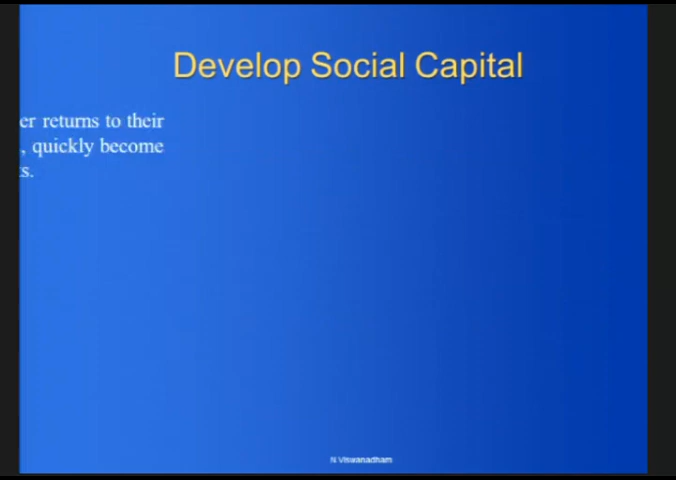 Develop Social Capital
er returns to their
, quickly become
s.
N Viswanadham